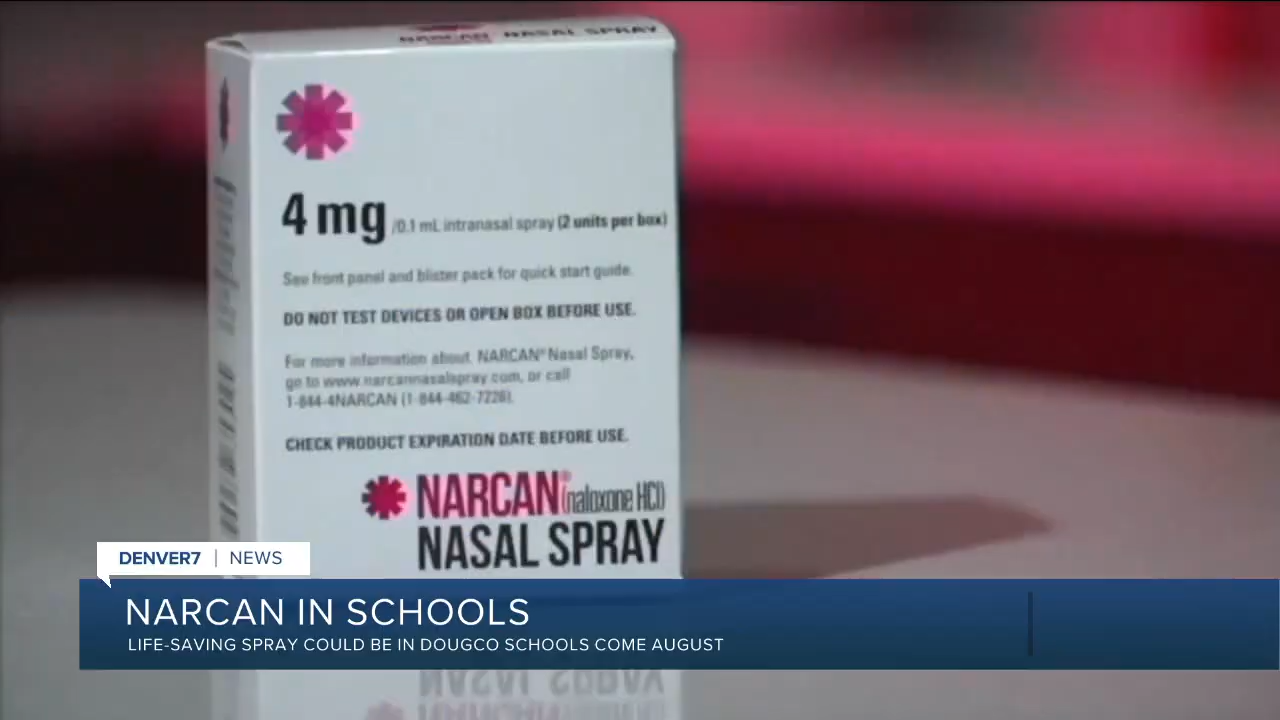 NARCAN NASAL SPRAY
4 mg /0.1 mL intranasal spray (2 units per box)
See front panel and blister pack for quick start guide.
DO NOT TEST DEVICES OR OPEN BOX BEFORE USE.
For more information about NARCAN® Nasal Spray,
go to www.narcannasalspray.com, or call
1-844-4NARCAN (1-844-462-7226).
CHECK PRODUCT EXPIRATION DATE BEFORE USE.
NARCAN® (naloxone HCl)
NASAL SPRAY
DENVER7 | NEWS
NARCAN IN SCHOOLS
LIFE-SAVING SPRAY COULD BE IN DOUGCO SCHOOLS COME AUGUST